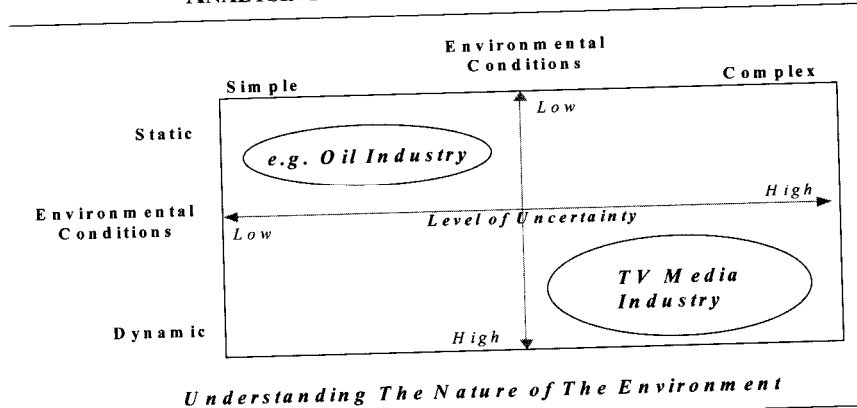 Environmental
Conditions
Simple
Complex
Low
Static
e.g. Oil Industry
High
Environmental
Conditions
Level of Uncertainty
Low
TV Media
Industry
Dynamic
High
Understanding The Nature of The Environment